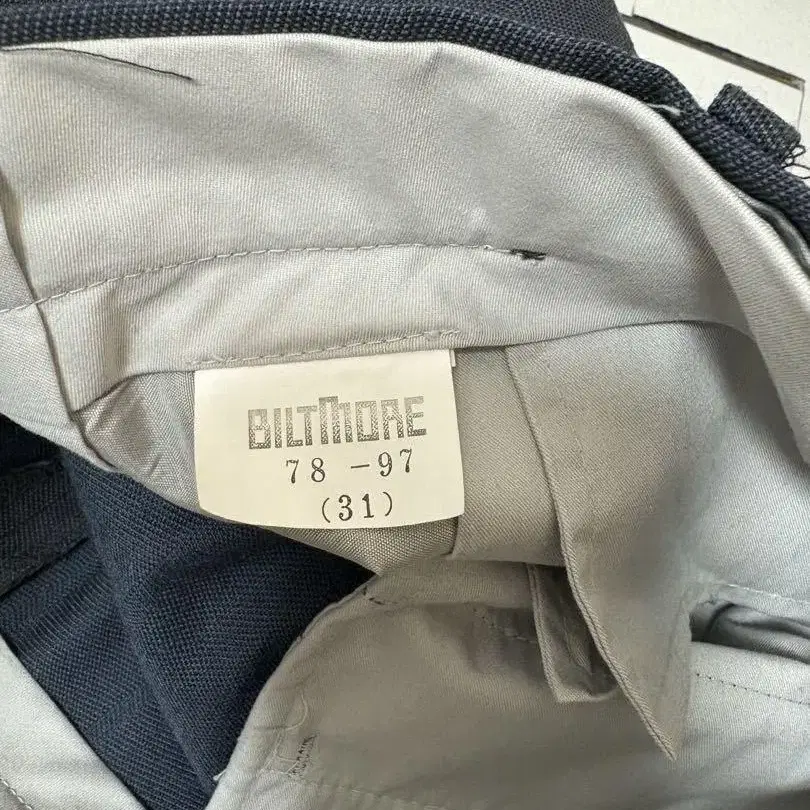 BILTMORE
78 -97
(31)